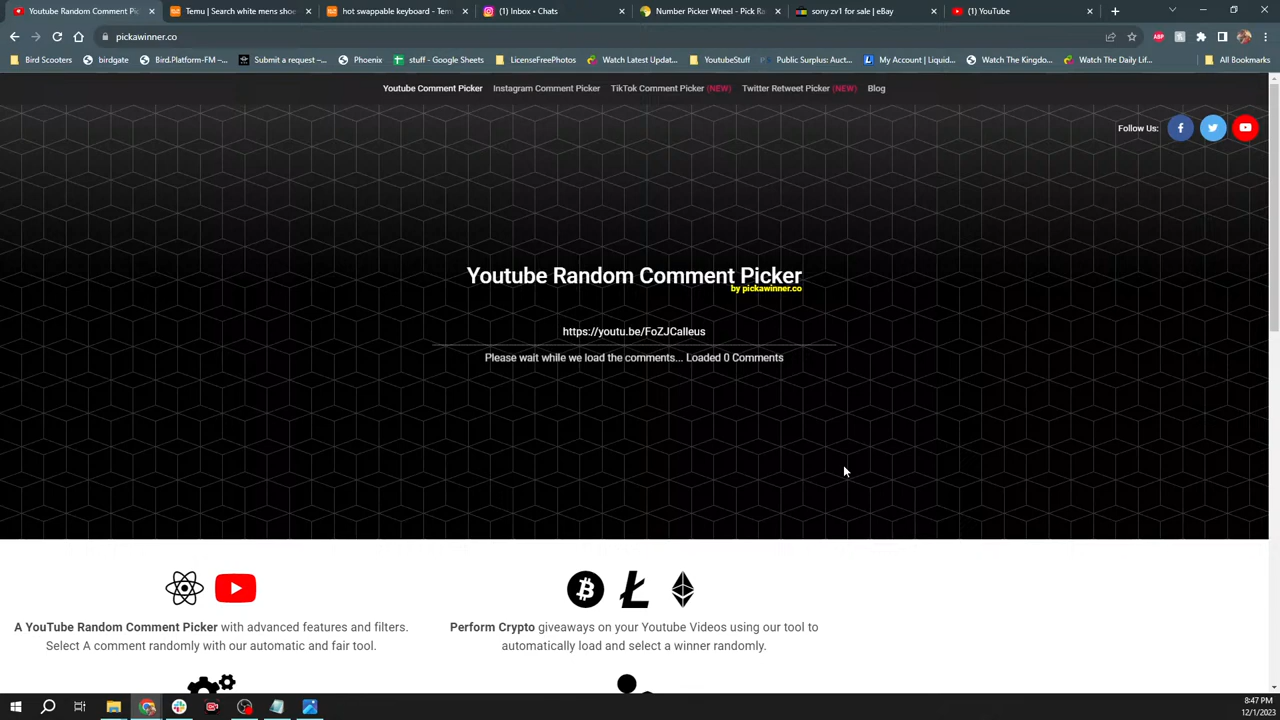 Youtube Random Comment Pi
Temu | Search white mens shoe
hot swappable keyboard - Temu
(1) Inbox • Chats
Number Picker Wheel - Pick Ra
sony zv1 for sale | eBay
(1) YouTube
pickawinner.co
Bird Scooters
birdgate
Bird.Platform-FM –...
Submit a request –...
Phoenix
stuff - Google Sheets
LicenseFreePhotos
Watch Latest Updat...
YoutubeStuff
Public Surplus: Auct...
My Account | Liquid...
Watch The Kingdo...
Watch The Daily Lif...
All Bookmarks
Youtube Comment Picker
Instagram Comment Picker
TikTok Comment Picker (NEW)
Twitter Retweet Picker (NEW)
Blog
Follow Us:
Youtube Random Comment Picker
by pickawinner.co
https://youtu.be/FoZJCalleus
Please wait while we load the comments... Loaded 0 Comments
A YouTube Random Comment Picker with advanced features and filters.
Select A comment randomly with our automatic and fair tool.
Perform Crypto giveaways on your Youtube Videos using our tool to
automatically load and select a winner randomly.
8:47 PM
12/1/2023